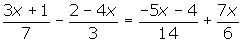 (3x + 1)/7 − (2 − 4x)/3 = (−5x − 4)/14 + 7x/6